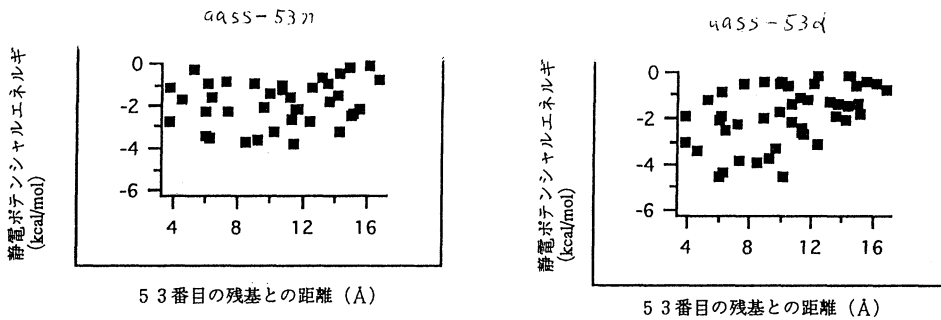 aass-53n
静電ポテンシャルエネルギ
(kcal/mol)
0
-2
-4
-6
4
8
12
16
53番目の残基との距離 (Å)
aass-53d
静電ポテンシャルエネルギ
(kcal/mol)
0
-2
-4
-6
4
8
12
16
53番目の残基との距離 (Å)